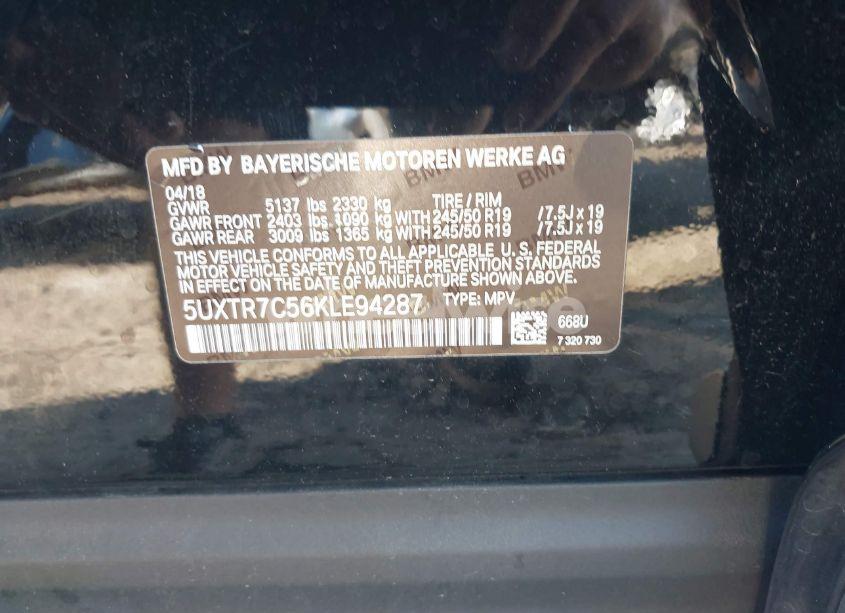 MFD BY BAYERISCHE MOTOREN WERKE AG
04/18
GVWR 5137 lbs 2330 kg TIRE / RIM
GAWR FRONT 2403 lbs 1090 kg WITH 245/50 R19 / 7.5J x 19
GAWR REAR 3009 lbs 1365 kg WITH 245/50 R19 / 7.5J x 19
THIS VEHICLE CONFORMS TO ALL APPLICABLE U. S. FEDERAL
MOTOR VEHICLE SAFETY AND THEFT PREVENTION STANDARDS
IN EFFECT ON THE DATE OF MANUFACTURE SHOWN ABOVE.
5UXTR7C56KLE94287 TYPE: MPV
668U
7 320 730